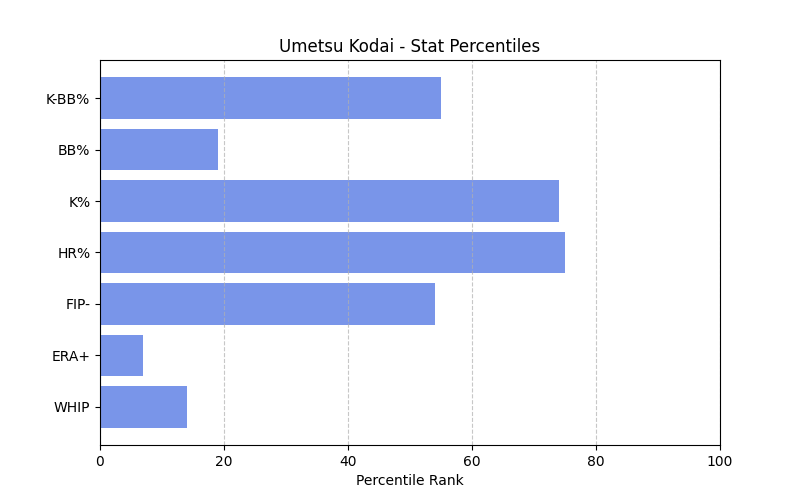 Umetsu Kodai - Stat Percentiles
K-BB%
BB%
K%
HR%
FIP-
ERA+
WHIP
0 20 40 60 80 100
Percentile Rank